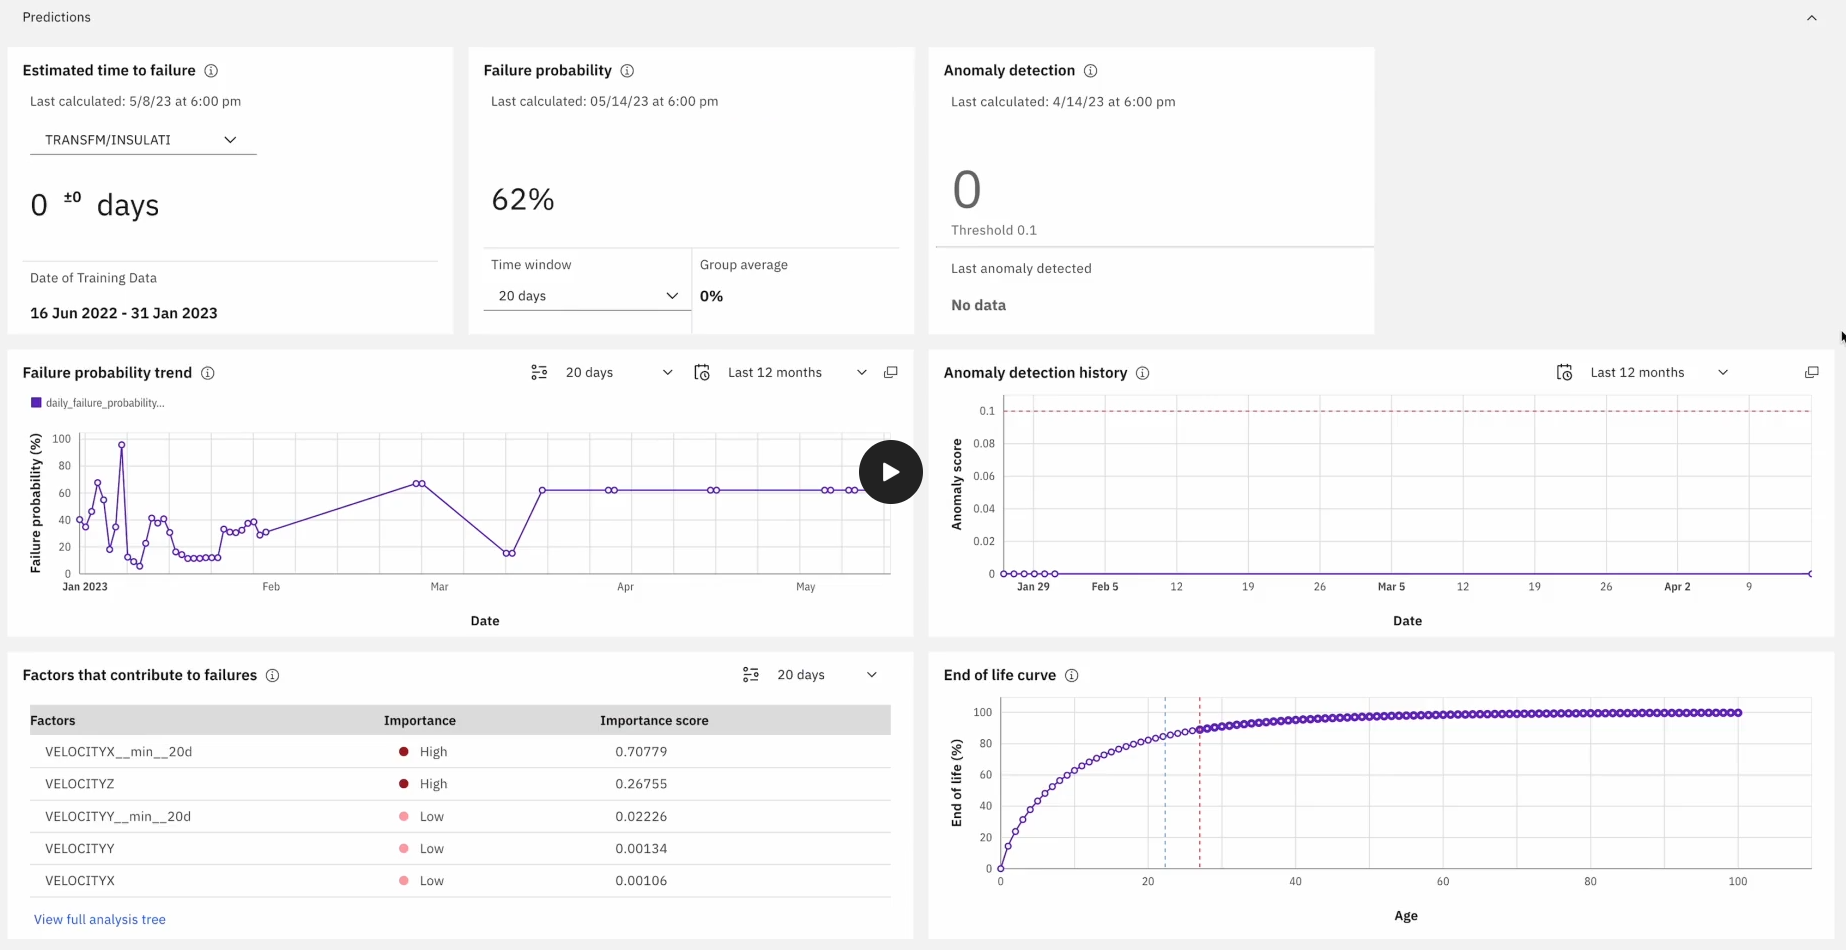 Predictions
Estimated time to failure
Last calculated: 5/8/23 at 6:00 pm
TRANSFM/INSULATI
0 ±0 days
Date of Training Data
16 Jun 2022 - 31 Jan 2023
Failure probability
Last calculated: 05/14/23 at 6:00 pm
62%
Time window
20 days
Group average
0%
Anomaly detection
Last calculated: 4/14/23 at 6:00 pm
0
Threshold 0.1
Last anomaly detected
No data
Failure probability trend
20 days
Last 12 months
daily_failure_probability...
Failure probability (%)
100
80
60
40
20
0
Jan 2023 Feb Mar Apr May
Date
Anomaly detection history
Last 12 months
Anomaly score
0.1
0.08
0.06
0.04
0.02
0
Jan 29 Feb 5 12 19 26 Mar 5 12 19 26 Apr 2 9
Date
Factors that contribute to failures
20 days
Factors Importance Importance score
VELOCITYX__min__20d High 0.70779
VELOCITYZ High 0.26755
VELOCITYY__min__20d Low 0.02226
VELOCITYY Low 0.00134
VELOCITYX Low 0.00106
View full analysis tree
End of life curve
End of life (%)
100
80
60
40
20
0
0 20 40 60 80 100
Age